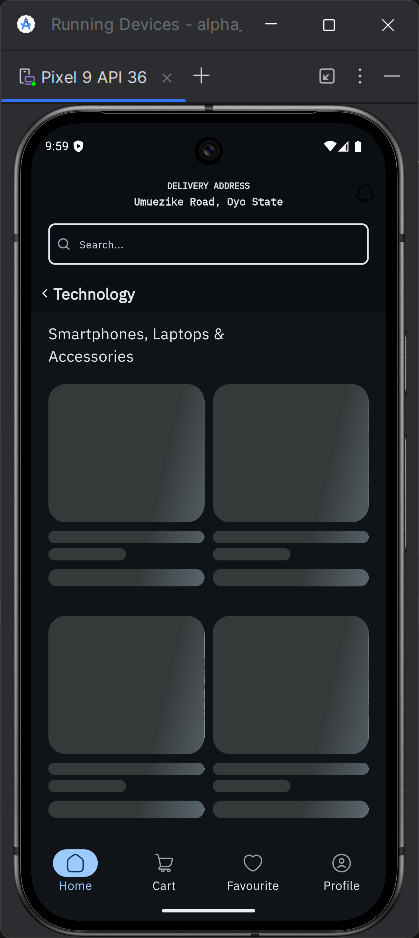 Running Devices - alpha_
Pixel 9 API 36
9:59
DELIVERY ADDRESS
Umuezike Road, Oyo State
Search...
Technology
Smartphones, Laptops &
Accessories
Home
Cart
Favourite
Profile